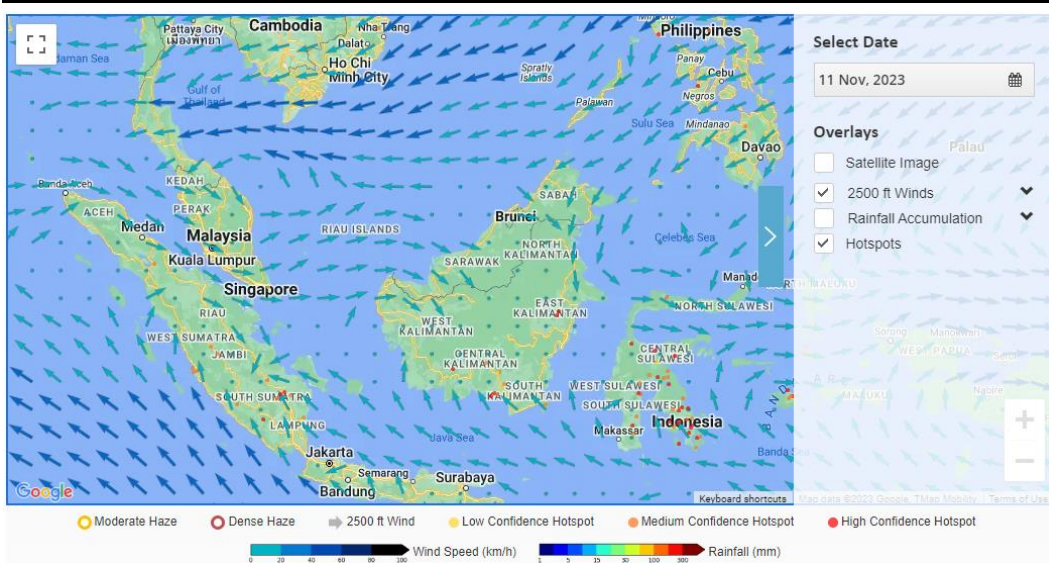 Pattaya City
เมืองพัทยา
Cambodia
Nha Trang
Dalat
Philippines
Select Date
daman Sea
Ho Chi
Minh City
Spratly
Islands
Panay
Cebu
11 Nov, 2023
Gulf of
Thailand
Palawan
Negros
Sulu Sea
Mindanao
Overlays
Davao
Palau
Satellite Image
Banda Aceh
KEDAH
2500 ft Winds
ACEH
PERAK
SABAH
Rainfall Accumulation
Medan
Malaysia
RIAU ISLANDS
Brunei
Celebes Sea
Hotspots
Kuala Lumpur
SARAWAK
NORTH
KALIMANTAN
Singapore
Manad
NORTH MALUKU
RIAU
EAST
KALIMANTAN
NORTH SULAWESI
WEST
KALIMANTAN
Sorong
Manokwari
WEST SUMATRA
WEST PAPUA
JAMBI
CENTRAL
KALIMANTAN
CENTRAL
SULAWESI
SOUTH SUMATRA
SOUTH
KALIMANTAN
WEST SULAWESI
MALUKU
Nabire
SOUTH SULAWESI
LAMPUNG
Makassar
Indonesia
Java Sea
Banda Sea
Jakarta
Semarang
Surabaya
Bandung
Google
Keyboard shortcuts
Map data ©2023 Google, TMap Mobility
Terms of Use
Moderate Haze
Dense Haze
2500 ft Wind
Low Confidence Hotspot
Medium Confidence Hotspot
High Confidence Hotspot
Wind Speed (km/h)
0 20 40 60 80 100
Rainfall (mm)
1 5 15 50 100 300